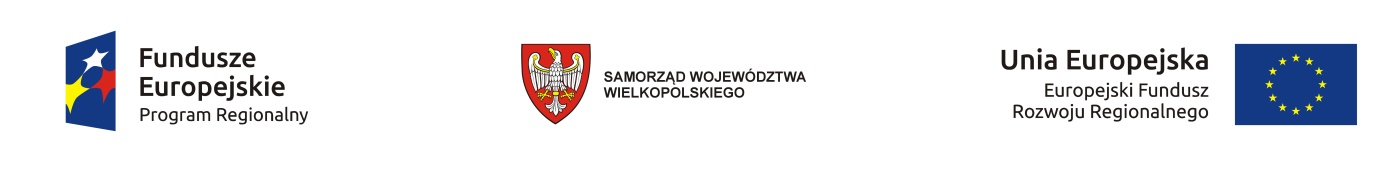 Fundusze
Europejskie
Program Regionalny
SAMORZĄD WOJEWÓDZTWA
WIELKOPOLSKIEGO
Unia Europejska
Europejski Fundusz
Rozwoju Regionalnego